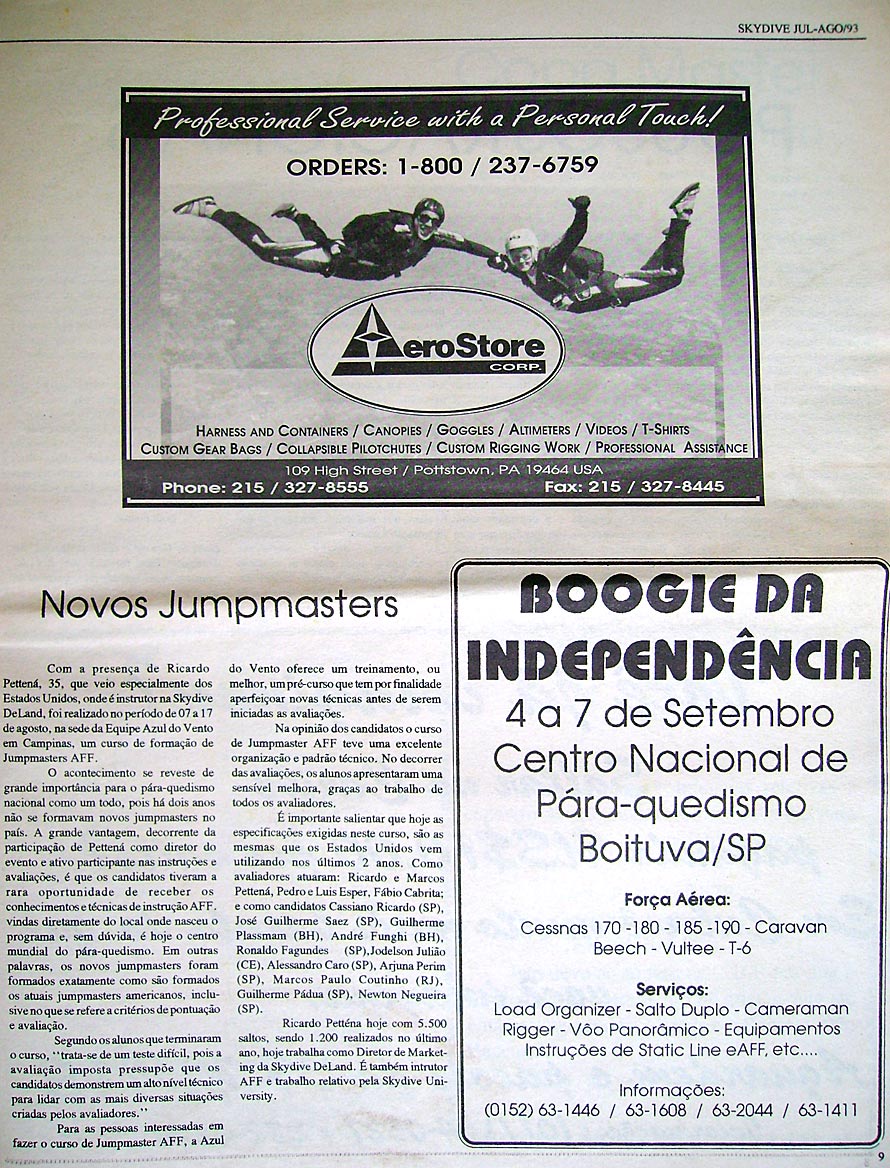 SKYDIVE JUL-AGO/93
Professional Service with a Personal Touch!
ORDERS: 1-800 / 237-6759
AeroStore
CORP.
HARNESS AND CONTAINERS / CANOPIES / GOGGLES / ALTIMETERS / VIDEOS / T-SHIRTS
CUSTOM GEAR BAGS / COLLAPSIBLE PILOTCHUTES / CUSTOM RIGGING WORK / PROFESSIONAL ASSISTANCE
109 High Street / Pottstown, PA 19464 USA
Phone: 215 / 327-8555 Fax: 215 / 327-8445
Novos Jumpmasters
Com a presença de Ricardo
Pettená, 35, que veio especialmente dos
Estados Unidos, onde é instrutor na Skydive
DeLand, foi realizado no período de 07 a 17
de agosto, na sede da Equipe Azul do Vento
em Campinas, um curso de formação de
Jumpmasters AFF.
O acontecimento se reveste de
grande importância para o pára-quedismo
nacional como um todo, pois há dois anos
não se formavam novos jumpmasters no
país. A grande vantagem, decorrente da
participação de Pettená como diretor do
evento e ativo participante nas instruções e
avaliações, é que os candidatos tiveram a
rara oportunidade de receber os
conhecimentos e técnicas de instrução AFF.
vindas diretamente do local onde nasceu o
programa e, sem dúvida, é hoje o centro
mundial do pára-quedismo. Em outras
palavras, os novos jumpmasters foram
formados exatamente como são formados
os atuais jumpmasters americanos, inclu-
sive no que se refere a critérios de pontuação
e avaliação.
Segundo os alunos que terminaram
o curso, "trata-se de um teste difícil, pois a
avaliação imposta pressupõe que os
candidatos demonstrem um alto nível técnico
para lidar com as mais diversas situações
criadas pelos avaliadores."
Para as pessoas interessadas em
fazer o curso de Jumpmaster AFF, a Azul
do Vento oferece um treinamento, ou
melhor, um pré-curso que tem por finalidade
aperfeiçoar novas técnicas antes de serem
iniciadas as avaliações.
Na opinião dos candidatos o curso
de Jumpmaster AFF teve uma excelente
organização e padrão técnico. No decorrer
das avaliações, os alunos apresentaram uma
sensível melhora, graças ao trabalho de
todos os avaliadores.
É importante salientar que hoje as
especificações exigidas neste curso, são as
mesmas que os Estados Unidos vem
utilizando nos últimos 2 anos. Como
avaliadores atuaram: Ricardo e Marcos
Pettená, Pedro e Luis Esper, Fábio Cabrita;
e como candidatos Cassiano Ricardo (SP),
José Guilherme Saez (SP), Guilherme
Plassmam (BH), André Funghi (BH),
Ronaldo Fagundes (SP),Jodelson Julião
(CE), Alessandro Caro (SP), Arjuna Perim
(SP), Marcos Paulo Coutinho (RJ),
Guilherme Pádua (SP), Newton Negueira
(SP).
Ricardo Petténa hoje com 5.500
saltos, sendo 1.200 realizados no último
ano, hoje trabalha como Diretor de Market-
ing da Skydive DeLand. É também intrutor
AFF e trabalho relativo pela Skydive Uni-
versity.
BOOGIE DA
INDEPENDÊNCIA
4 a 7 de Setembro
Centro Nacional de
Pára-quedismo
Boituva/SP
Força Aérea:
Cessnas 170 -180 - 185 -190 - Caravan
Beech - Vultee - T-6
Serviços:
Load Organizer - Salto Duplo - Cameraman
Rigger - Vôo Panorâmico - Equipamentos
Instruções de Static Line eAFF, etc....
Informações:
(0152) 63-1446 / 63-1608 / 63-2044 / 63-1411
9